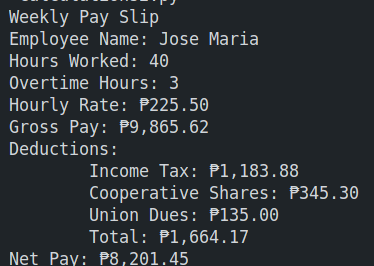 Weekly Pay Slip
Employee Name: Jose Maria
Hours Worked: 40
Overtime Hours: 3
Hourly Rate: ₱225.50
Gross Pay: ₱9,865.62
Deductions:
Income Tax: ₱1,183.88
Cooperative Shares: ₱345.30
Union Dues: ₱135.00
Total: ₱1,664.17
Net Pay: ₱8,201.45